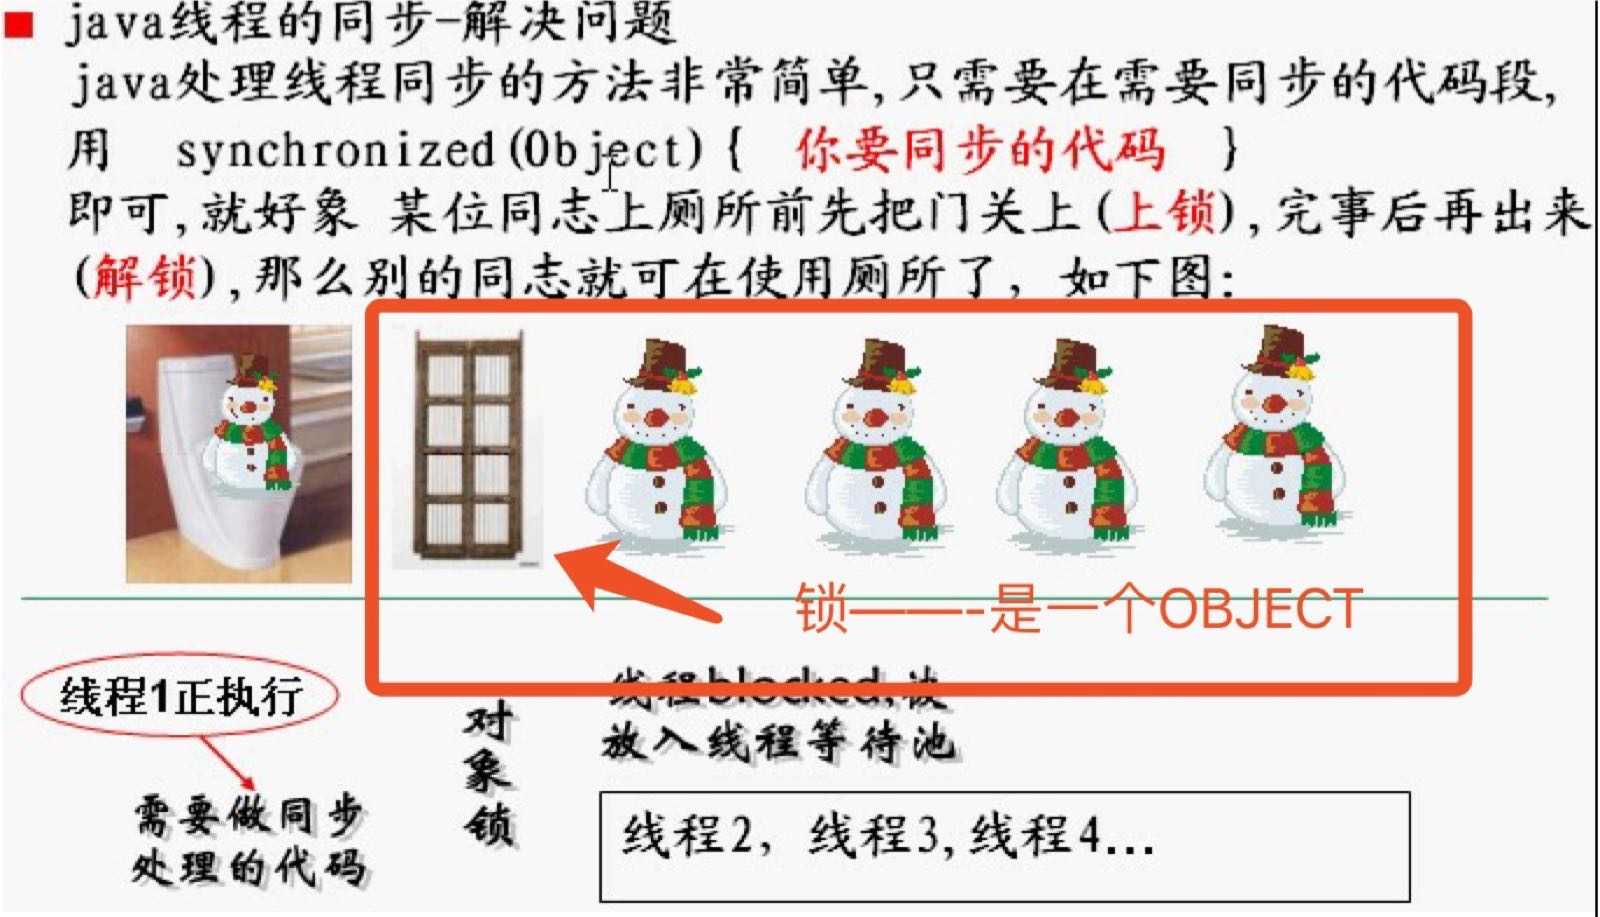 java线程的同步-解决问题
java处理线程同步的方法非常简单,只需要在需要同步的代码段,
用 synchronized(Object){ 你要同步的代码 }
即可,就好象 某位同志上厕所前先把门关上(上锁),完事后再出来
(解锁),那么别的同志就可在使用厕所了, 如下图:
锁——--是一个OBJECT
线程1正执行
需要做同步
处理的代码
对
象
锁
线程blocked,被
放入线程等待池
线程2, 线程3,线程4...